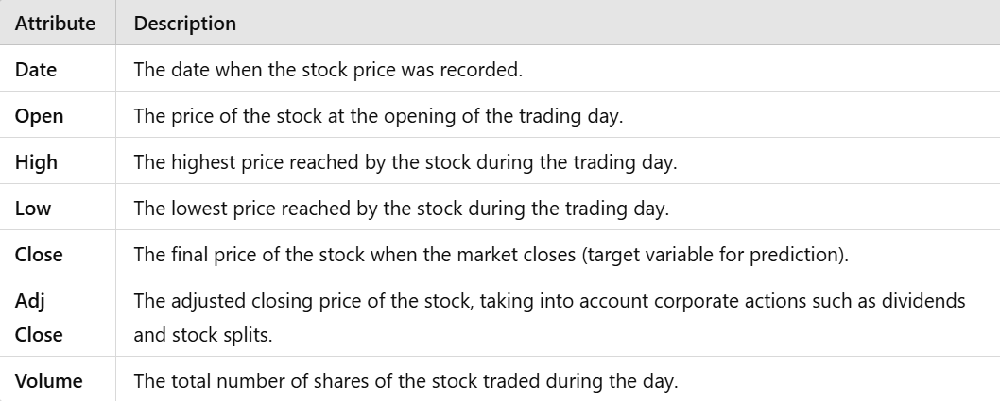 Attribute Description
Date The date when the stock price was recorded.
Open The price of the stock at the opening of the trading day.
High The highest price reached by the stock during the trading day.
Low The lowest price reached by the stock during the trading day.
Close The final price of the stock when the market closes (target variable for prediction).
Adj The adjusted closing price of the stock, taking into account corporate actions such as dividends
Close and stock splits.
Volume The total number of shares of the stock traded during the day.